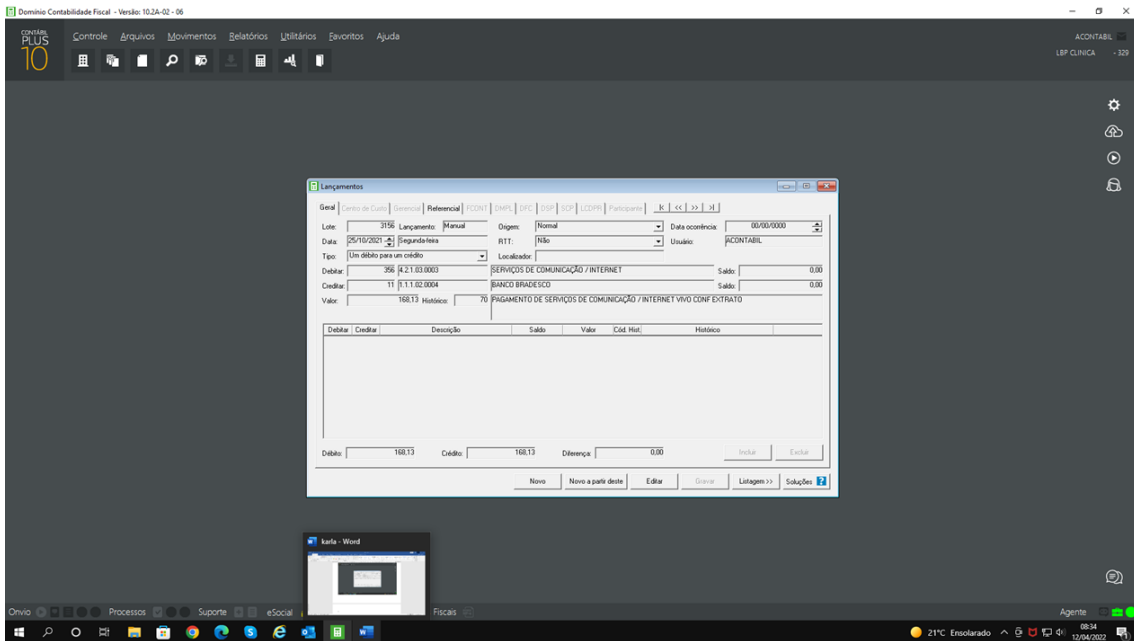 Domínio Contabilidade Fiscal - Versão: 10.2A-02 - 06
CONTÁBIL PLUS 10
Controle Arquivos Movimentos Relatórios Utilitários Favoritos Ajuda
ACONTABIL
LBP CLINICA - 329
Lançamentos
Geral Centro de Custo Gerencial Referencial FCONT DMPL DFC DSP SCP LCDPR Participante K << >> >|
Lote: 3156 Lançamento: Manual Origem: Normal Data ocorrência: 00/00/0000
Data: 25/10/2021 Segunda-feira RTT: Não Usuário: ACONTABIL
Tipo: Um débito para um crédito Localizador:
Debitar: 356 4.2.1.03.0003 SERVIÇOS DE COMUNICAÇÃO / INTERNET Saldo: 0,00
Creditar: 11 1.1.1.02.0004 BANCO BRADESCO Saldo: 0,00
Valor: 168,13 Histórico: 70 PAGAMENTO DE SERVIÇOS DE COMUNICAÇÃO / INTERNET VIVO CONF EXTRATO
Debitar Creditar Descrição Saldo Valor Cód. Hist. Histórico
Débito: 168,13 Crédito: 168,13 Diferença: 0,00 Incluir Excluir
Novo Novo a partir deste Editar Gravar Listagem >> Soluções ?
karla - Word
Onvio Processos Suporte eSocial Fiscais Agente
21°C Ensolarado 08:34
12/04/2022